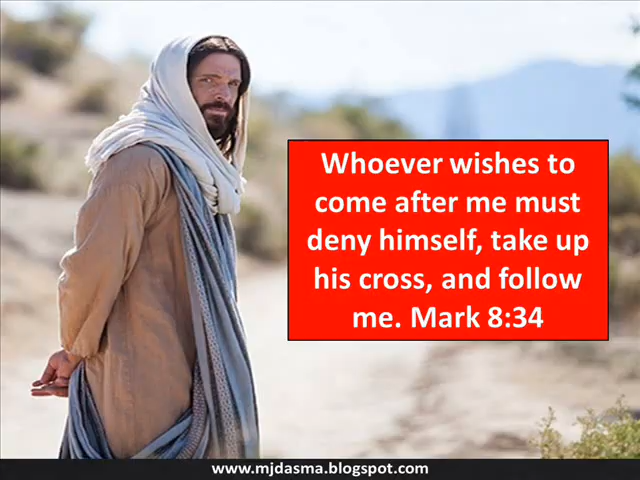 Whoever wishes to
come after me must
deny himself, take up
his cross, and follow
me. Mark 8:34
www.mjdasma.blogspot.com